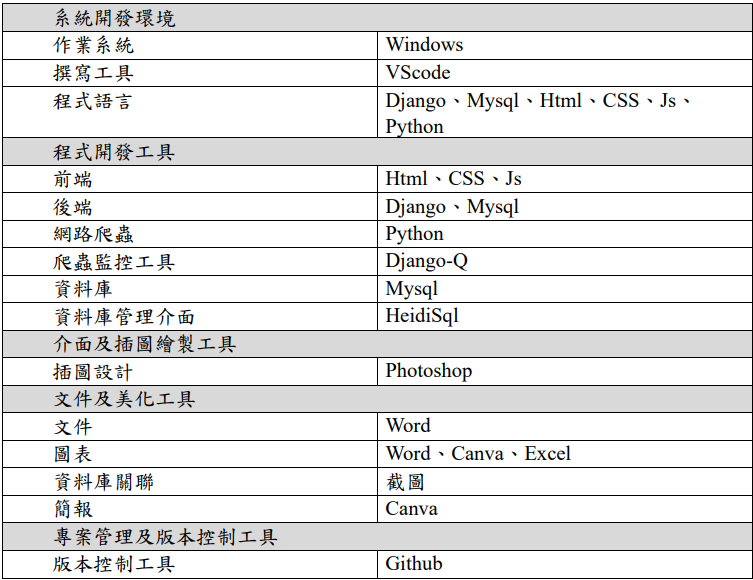 系統開發環境
作業系統 Windows
撰寫工具 VScode
程式語言 Django、Mysql、Html、CSS、Js、
Python
程式開發工具
前端 Html、CSS、Js
後端 Django、Mysql
網路爬蟲 Python
爬蟲監控工具 Django-Q
資料庫 Mysql
資料庫管理介面 HeidiSql
介面及插圖繪製工具
插圖設計 Photoshop
文件及美化工具
文件 Word
圖表 Word、Canva、Excel
資料庫關聯 截圖
簡報 Canva
專案管理及版本控制工具
版本控制工具 Github